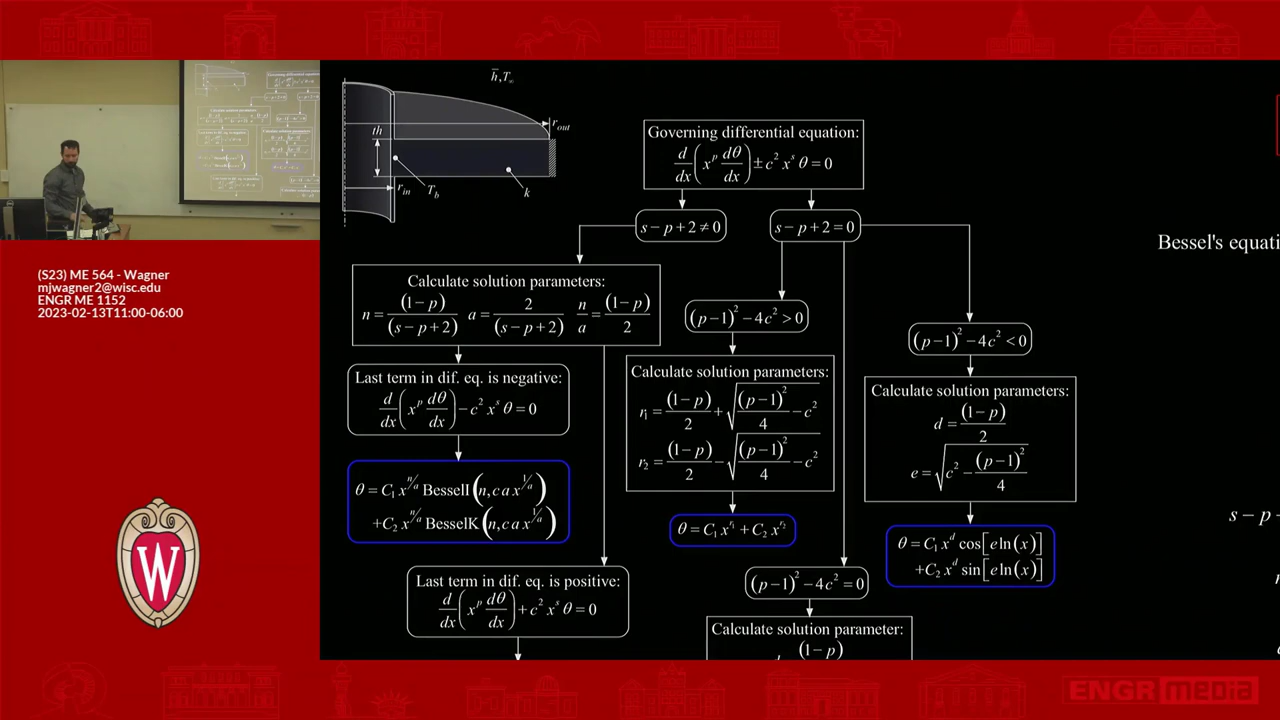 h̅, T∞
th
r_out
r_in
T_b
k
Governing differential equation:
d/dx (x^p dθ/dx) ± c² x^s θ = 0
s − p + 2 ≠ 0
s − p + 2 = 0
Calculate solution parameters:
n = (1−p)/(s−p+2) a = 2/(s−p+2) n/a = (1−p)/2
Last term in dif. eq. is negative:
d/dx (x^p dθ/dx) − c² x^s θ = 0
θ = C₁ x^(n/a) BesselI (n, c a x^(1/a))
+C₂ x^(n/a) BesselK (n, c a x^(1/a))
Last term in dif. eq. is positive:
d/dx (x^p dθ/dx) + c² x^s θ = 0
(p−1)² − 4c² > 0
Calculate solution parameters:
r₁ = (1−p)/2 + √((p−1)²/4 − c²)
r₂ = (1−p)/2 − √((p−1)²/4 − c²)
θ = C₁ x^r₁ + C₂ x^r₂
(p−1)² − 4c² = 0
Calculate solution parameter:
(1−p)
(p−1)² − 4c² < 0
Calculate solution parameters:
d = (1−p)/2
e = √(c² − (p−1)²/4)
θ = C₁ x^d cos[e ln(x)]
+C₂ x^d sin[e ln(x)]
Bessel's equati
s − p
(S23) ME 564 - Wagner
mjwagner2@wisc.edu
ENGR ME 1152
2023-02-13T11:00-06:00
W
ENGR media